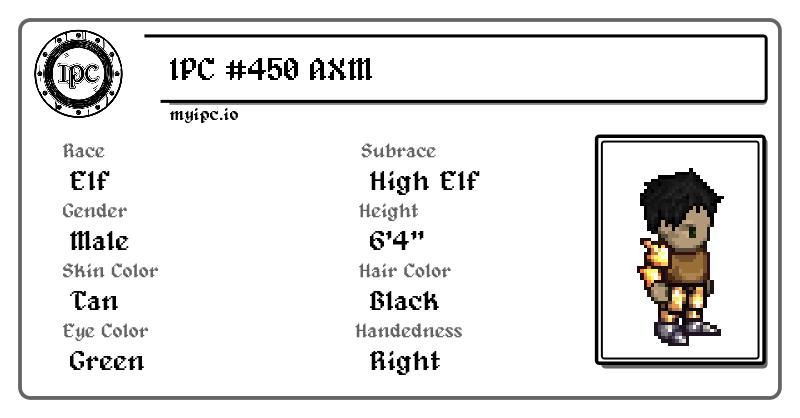 IPC
IPC #450 AXM
myipc.io
Race
Subrace
Elf
High Elf
Gender
Height
Male
6'4"
Skin Color
Hair Color
Tan
Black
Eye Color
Handedness
Green
Right